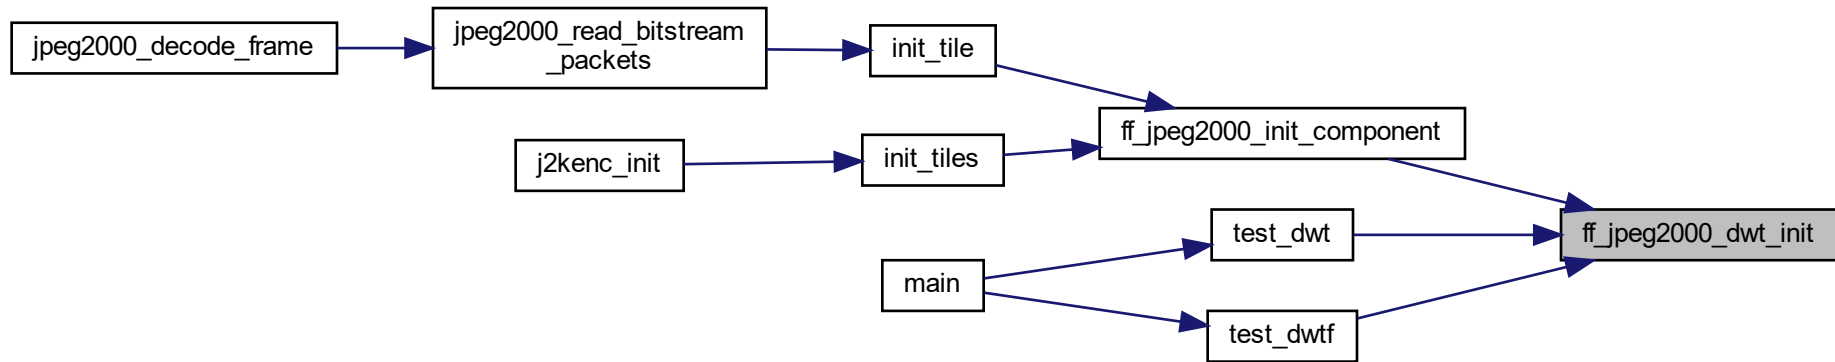 jpeg2000_decode_frame
jpeg2000_read_bitstream
_packets
init_tile
ff_jpeg2000_init_component
j2kenc_init
init_tiles
test_dwt
ff_jpeg2000_dwt_init
main
test_dwtf